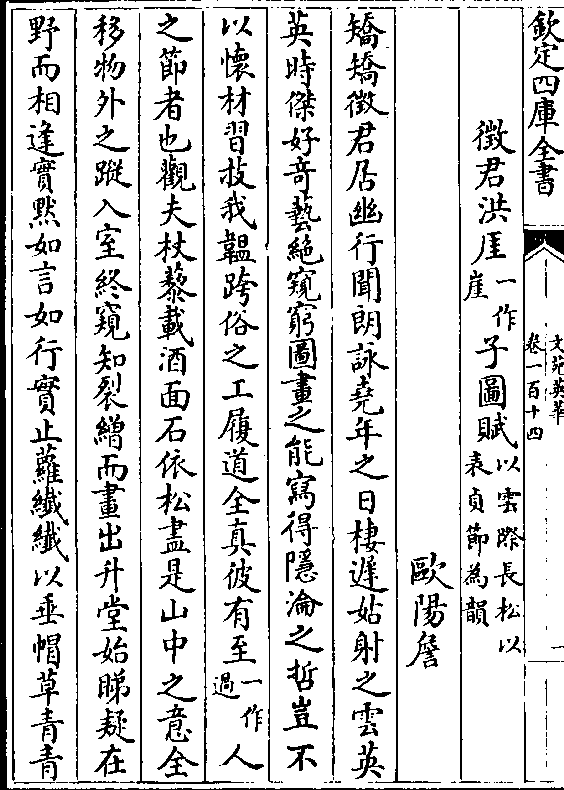 欽定四庫全書
文苑英華
卷一百十四
一
徵君洪厓一作崖子圖賦以雲際長松以表貞節為韻
歐陽詹
矯矯徵君居幽行聞朗詠堯年之日棲遲姑射之雲英
英時傑好奇藝絶窺窮圖畫之能寫得隱淪之哲豈不
以懷材習技我韞跨俗之工履道全真彼有至一作過人
之節者也觀夫杖藜載酒面石依松盡是山中之意全
移物外之蹤入室終窺知裂繒而畫出升堂始睇疑在
野而相逢實黙如言如行實止蘿纖纖以垂帽草青青